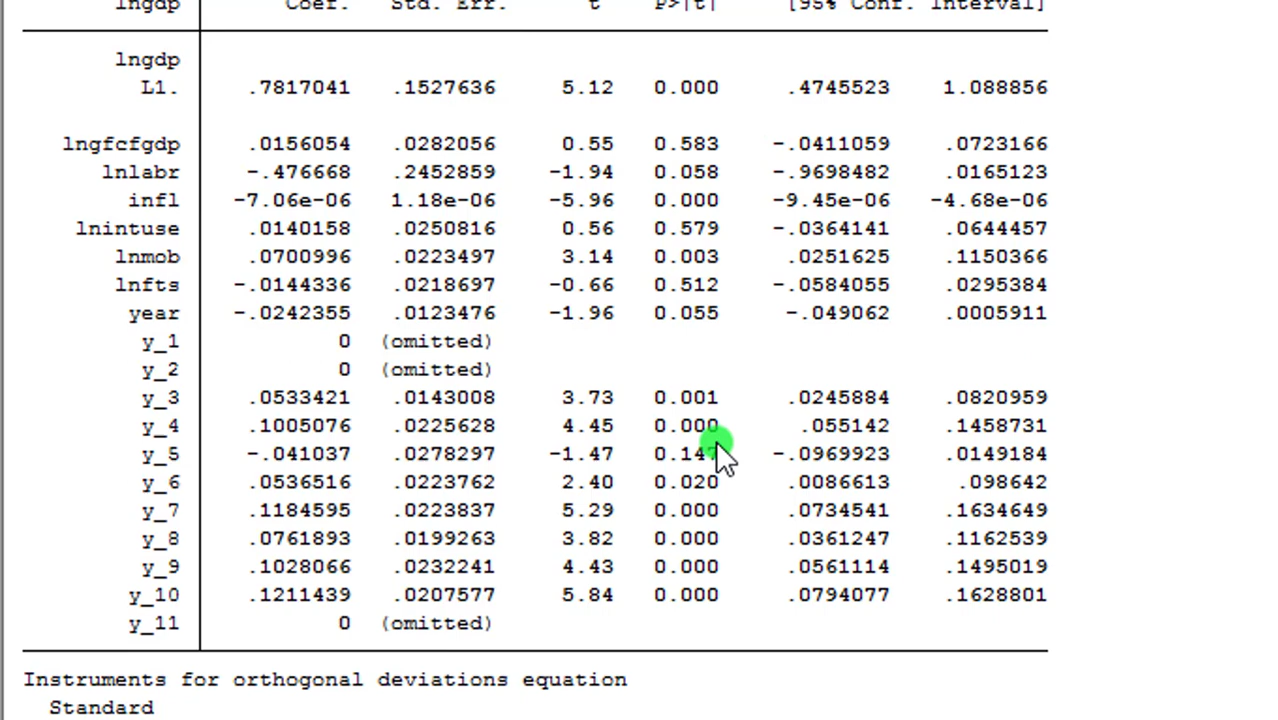 lngdp Coef. Std. Err. t P>|t| [95% Conf. Interval]
lngdp
L1. .7817041 .1527636 5.12 0.000 .4745523 1.088856
lngfcfgdp .0156054 .0282056 0.55 0.583 -.0411059 .0723166
lnlabr -.476668 .2452859 -1.94 0.058 -.9698482 .0165123
infl -7.06e-06 1.18e-06 -5.96 0.000 -9.45e-06 -4.68e-06
lnintuse .0140158 .0250816 0.56 0.579 -.0364141 .0644457
lnmob .0700996 .0223497 3.14 0.003 .0251625 .1150366
lnfts -.0144336 .0218697 -0.66 0.512 -.0584055 .0295384
year -.0242355 .0123476 -1.96 0.055 -.049062 .0005911
y_1 0 (omitted)
y_2 0 (omitted)
y_3 .0533421 .0143008 3.73 0.001 .0245884 .0820959
y_4 .1005076 .0225628 4.45 0.000 .055142 .1458731
y_5 -.041037 .0278297 -1.47 0.147 -.0969923 .0149184
y_6 .0536516 .0223762 2.40 0.020 .0086613 .098642
y_7 .1184595 .0223837 5.29 0.000 .0734541 .1634649
y_8 .0761893 .0199263 3.82 0.000 .0361247 .1162539
y_9 .1028066 .0232241 4.43 0.000 .0561114 .1495019
y_10 .1211439 .0207577 5.84 0.000 .0794077 .1628801
y_11 0 (omitted)
Instruments for orthogonal deviations equation
Standard